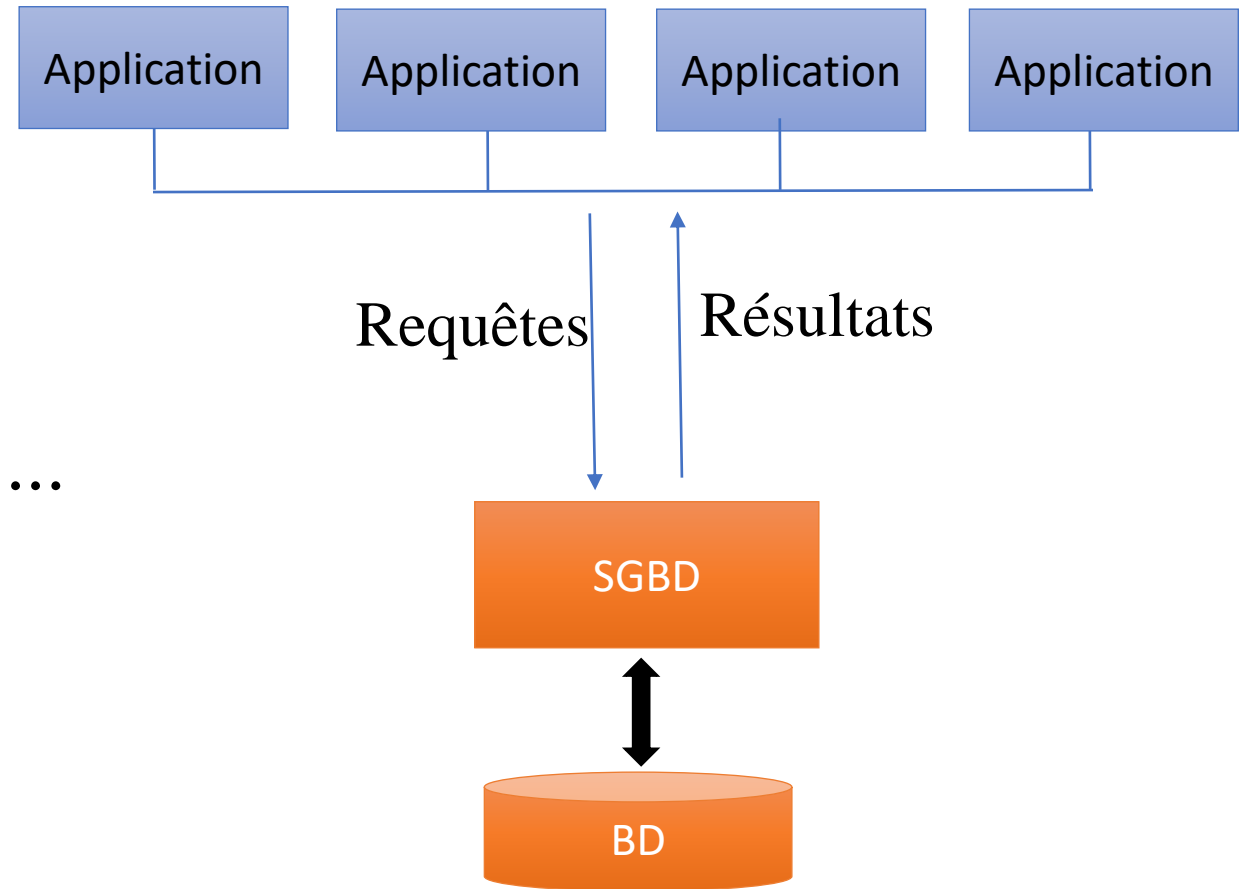 Application Application Application Application
Requêtes Résultats
...
SGBD
BD